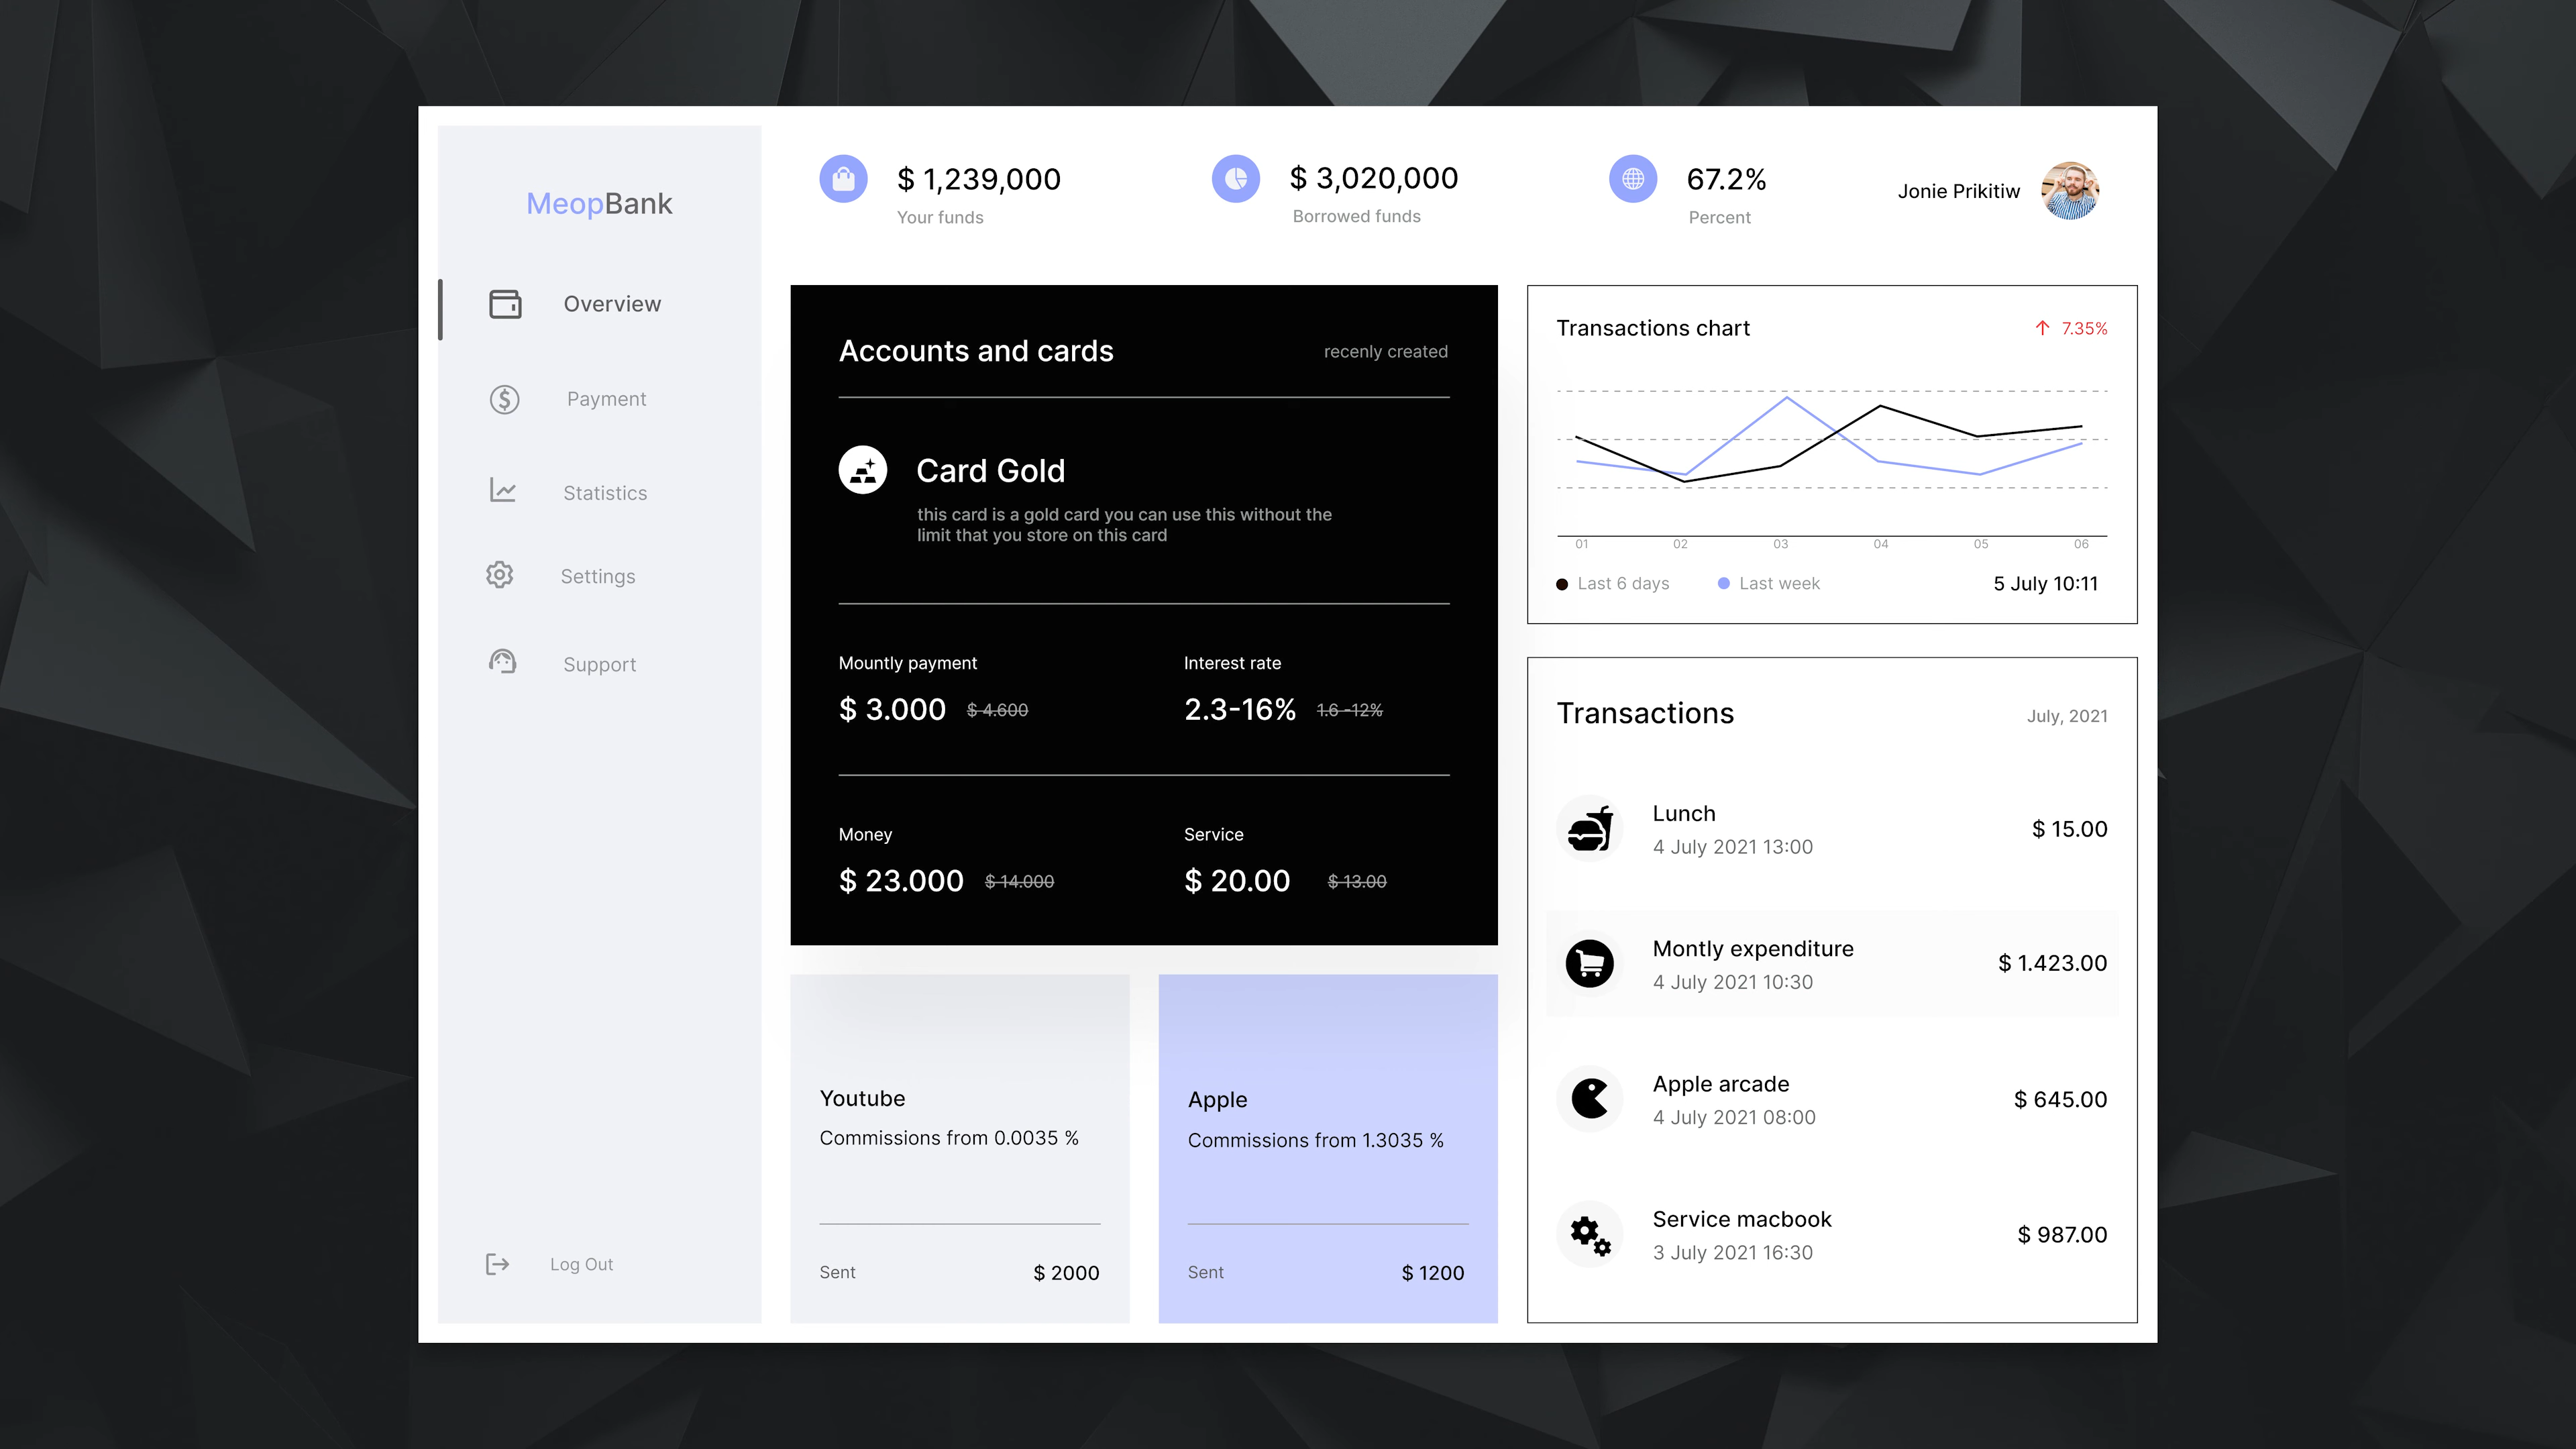 MeopBank
Overview
Payment
Statistics
Settings
Support
Log Out
$ 1,239,000
Your funds
$ 3,020,000
Borrowed funds
67.2%
Percent
Jonie Prikitiw
Accounts and cards
recenly created
Card Gold
this card is a gold card you can use this without the
limit that you store on this card
Mountly payment
$ 3.000 $ 4.600
Interest rate
2.3-16% 1.6 -12%
Money
$ 23.000 $ 14.000
Service
$ 20.00 $ 13.00
Youtube
Commissions from 0.0035 %
Sent $ 2000
Apple
Commissions from 1.3035 %
Sent $ 1200
Transactions chart
7.35%
01 02 03 04 05 06
Last 6 days Last week 5 July 10:11
Transactions
July, 2021
Lunch
4 July 2021 13:00
$ 15.00
Montly expenditure
4 July 2021 10:30
$ 1.423.00
Apple arcade
4 July 2021 08:00
$ 645.00
Service macbook
3 July 2021 16:30
$ 987.00